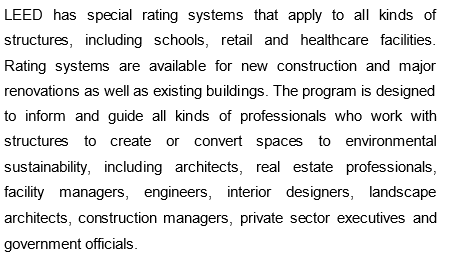 LEED has special rating systems that apply to all kinds of
structures, including schools, retail and healthcare facilities.
Rating systems are available for new construction and major
renovations as well as existing buildings. The program is designed
to inform and guide all kinds of professionals who work with
structures to create or convert spaces to environmental
sustainability, including architects, real estate professionals,
facility managers, engineers, interior designers, landscape
architects, construction managers, private sector executives and
government officials.